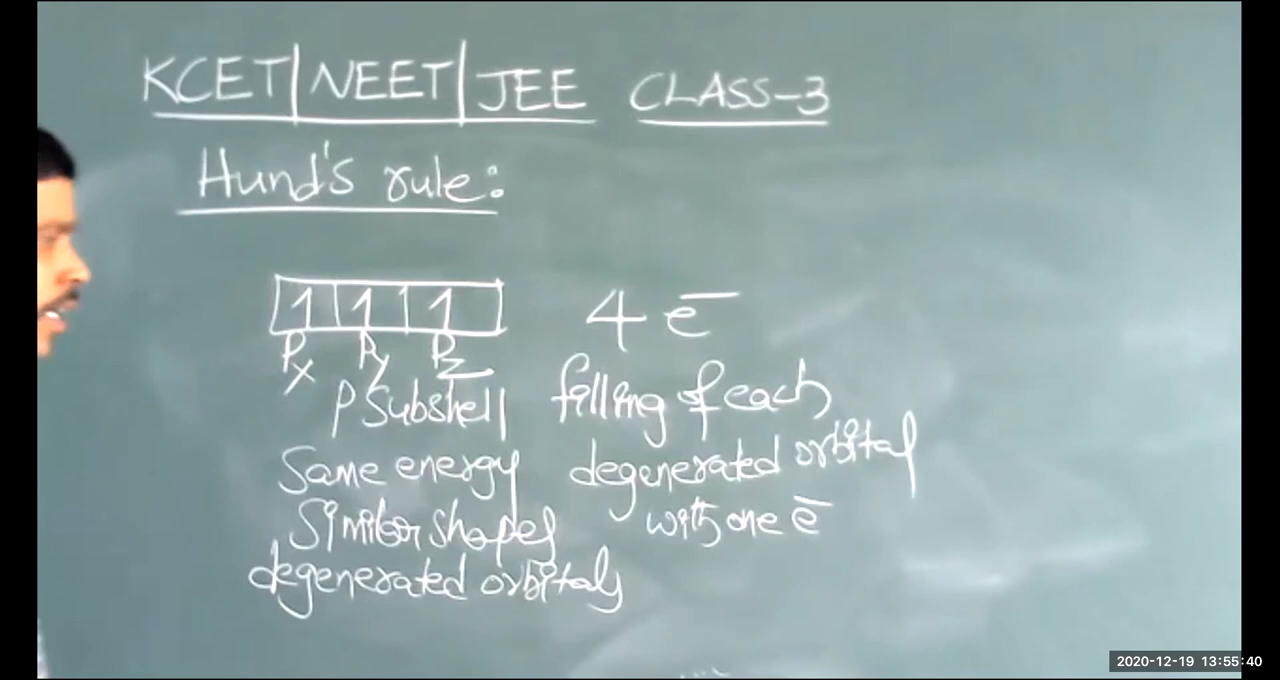 KCET|NEET|JEE CLASS-3
Hund's rule:
1 1 1 4 e̅
Px Py Pz
P Subshell filling of each
Same energy degenerated orbital
Similar shapes with one e̅
degenerated orbitals
2020-12-19 13:55:40